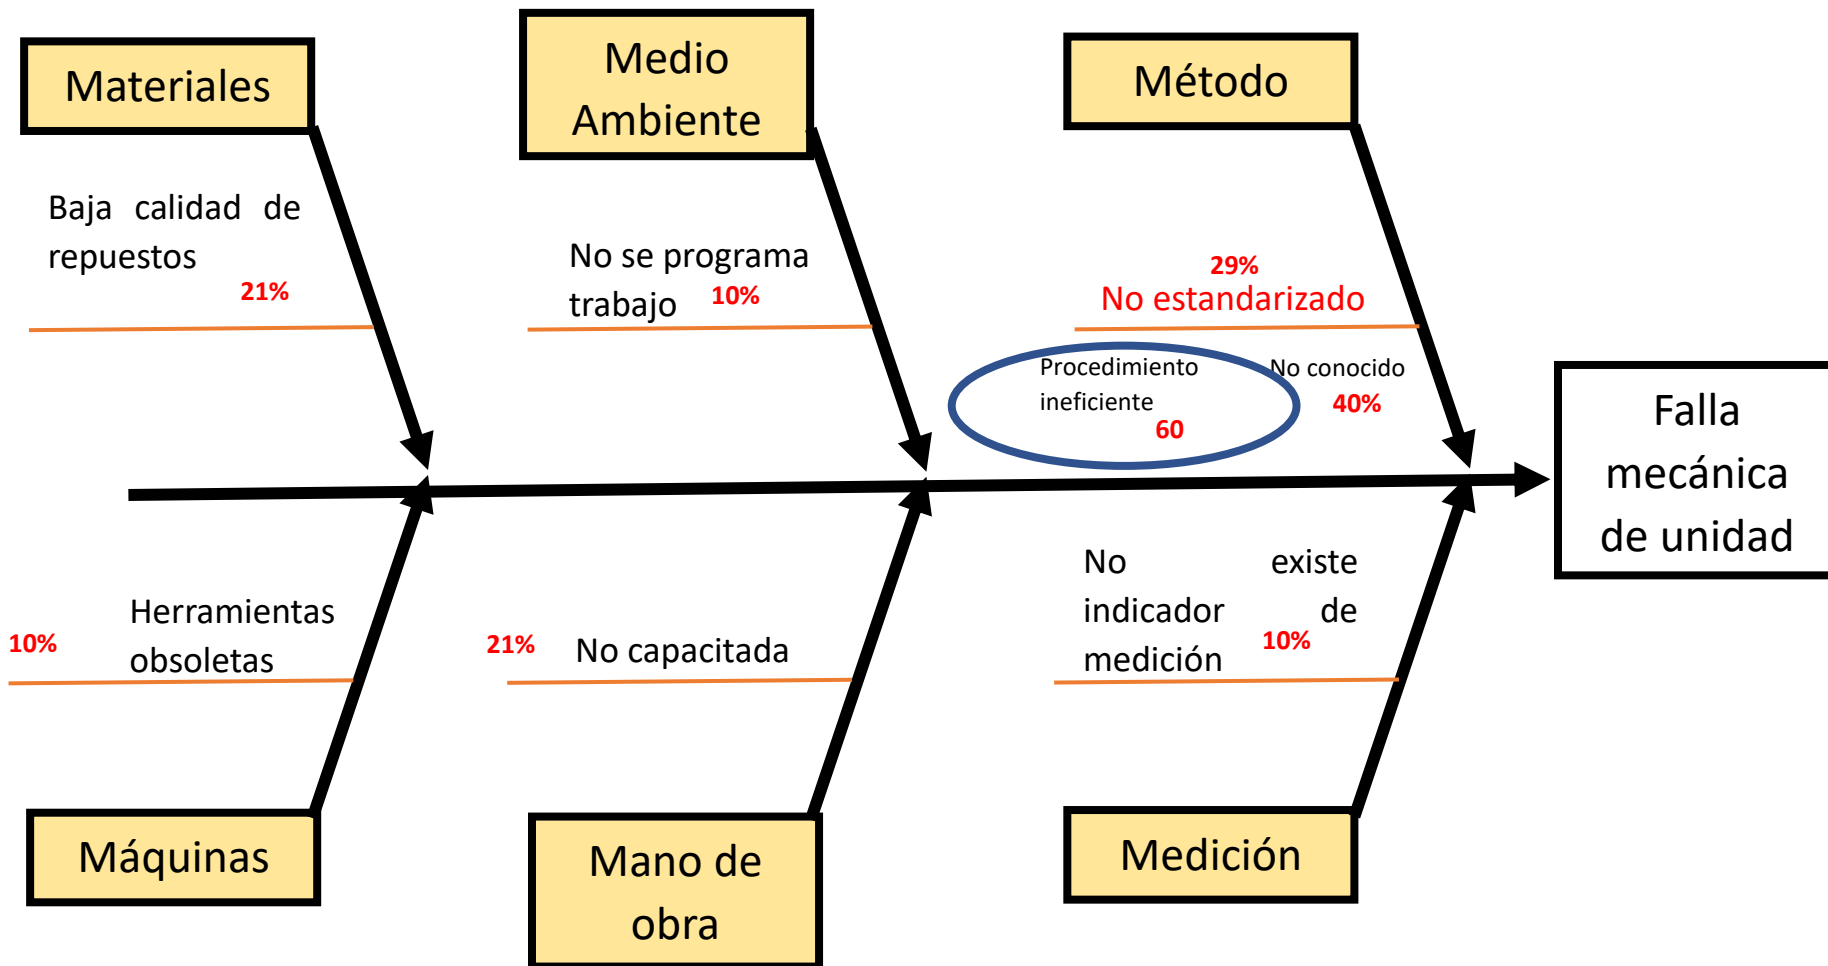 Materiales
Medio
Ambiente
Método
Baja calidad de
repuestos
21%
No se programa
trabajo 10%
29%
No estandarizado
Procedimiento
ineficiente
60
No conocido
40%
Falla
mecánica
de unidad
10%
Herramientas
obsoletas
21% No capacitada
No existe
indicador de
medición 10%
Máquinas
Mano de
obra
Medición